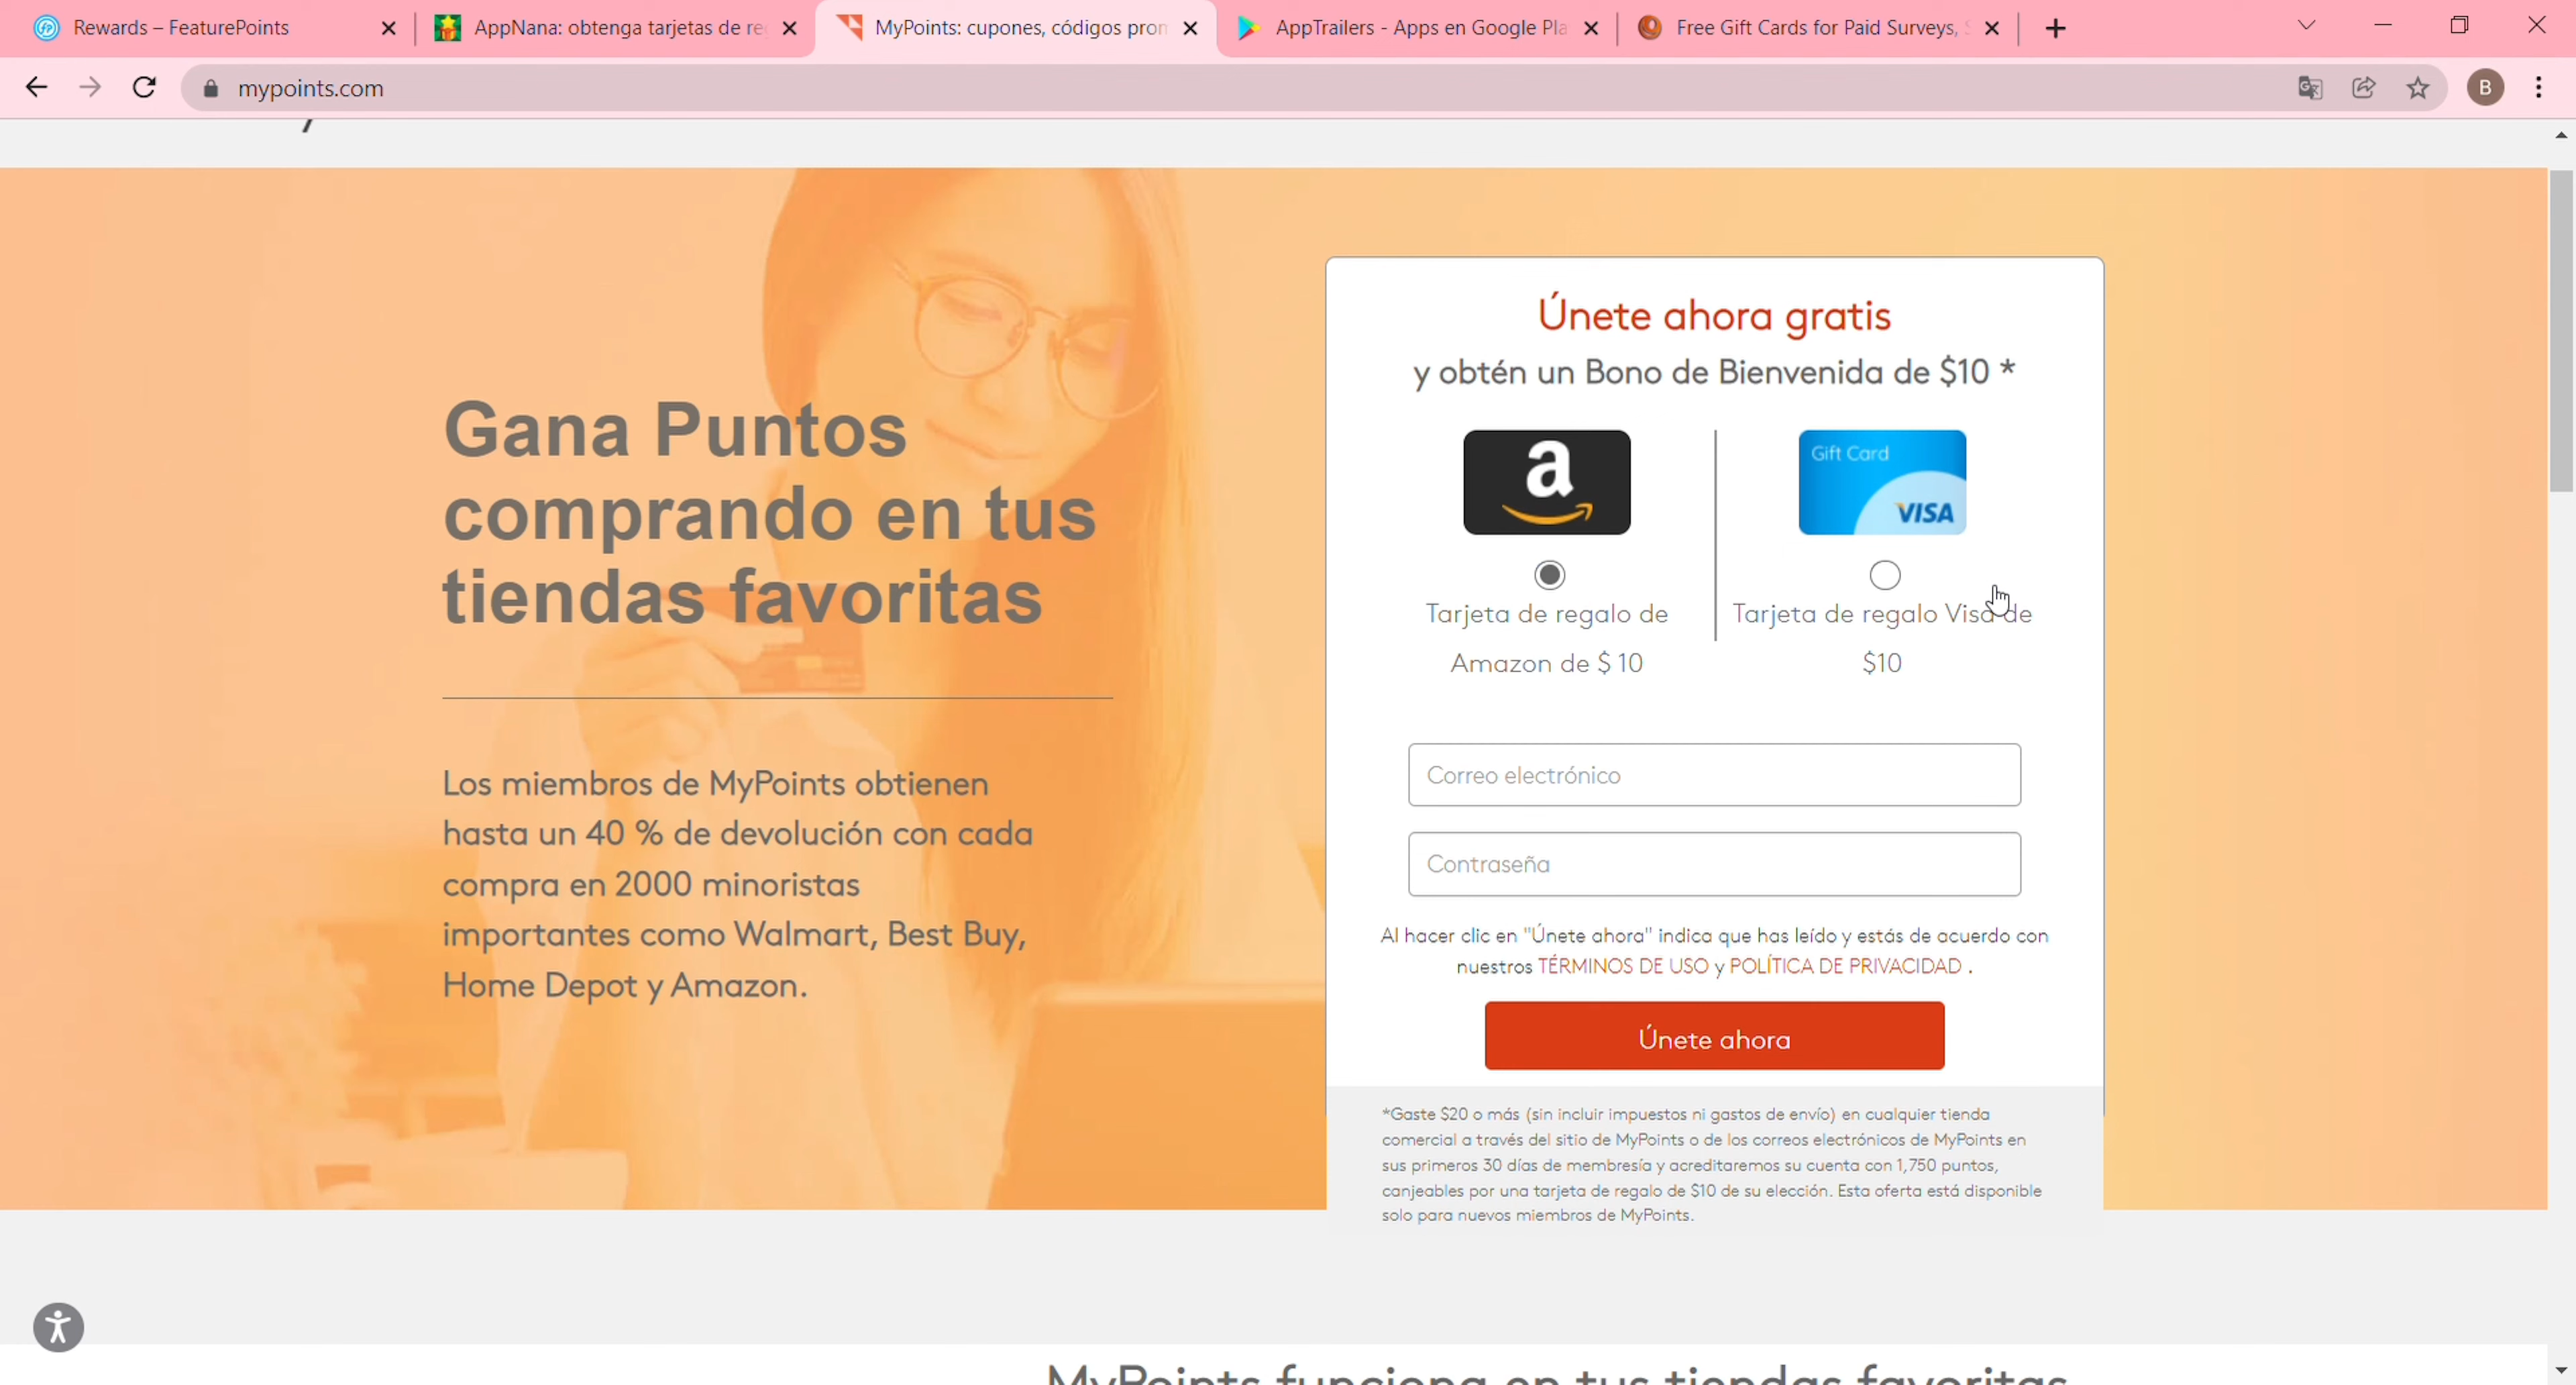 Rewards – FeaturePoints
AppNana: obtenga tarjetas de re
MyPoints: cupones, códigos pron
AppTrailers - Apps en Google Pla
Free Gift Cards for Paid Surveys,
mypoints.com
B
Gana Puntos
comprando en tus
tiendas favoritas
Los miembros de MyPoints obtienen
hasta un 40 % de devolución con cada
compra en 2000 minoristas
importantes como Walmart, Best Buy,
Home Depot y Amazon.
Únete ahora gratis
y obtén un Bono de Bienvenida de $10 *
a
Gift Card
VISA
Tarjeta de regalo de
Amazon de $ 10
Tarjeta de regalo Visa de
$10
Correo electrónico
Contraseña
Al hacer clic en "Únete ahora" indica que has leído y estás de acuerdo con
nuestros TÉRMINOS DE USO y POLÍTICA DE PRIVACIDAD .
Únete ahora
*Gaste $20 o más (sin incluir impuestos ni gastos de envío) en cualquier tienda
comercial a través del sitio de MyPoints o de los correos electrónicos de MyPoints en
sus primeros 30 días de membresía y acreditaremos su cuenta con 1,750 puntos,
canjeables por una tarjeta de regalo de $10 de su elección. Esta oferta está disponible
solo para nuevos miembros de MyPoints.
MyPoints funciona en tus tiendas favoritas